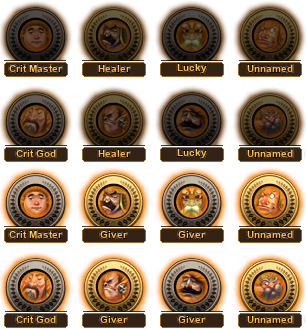 Crit Master Healer Lucky Unnamed
Crit God Healer Lucky Unnamed
Crit Master Giver Giver Unnamed
Crit God Giver Giver Unnamed